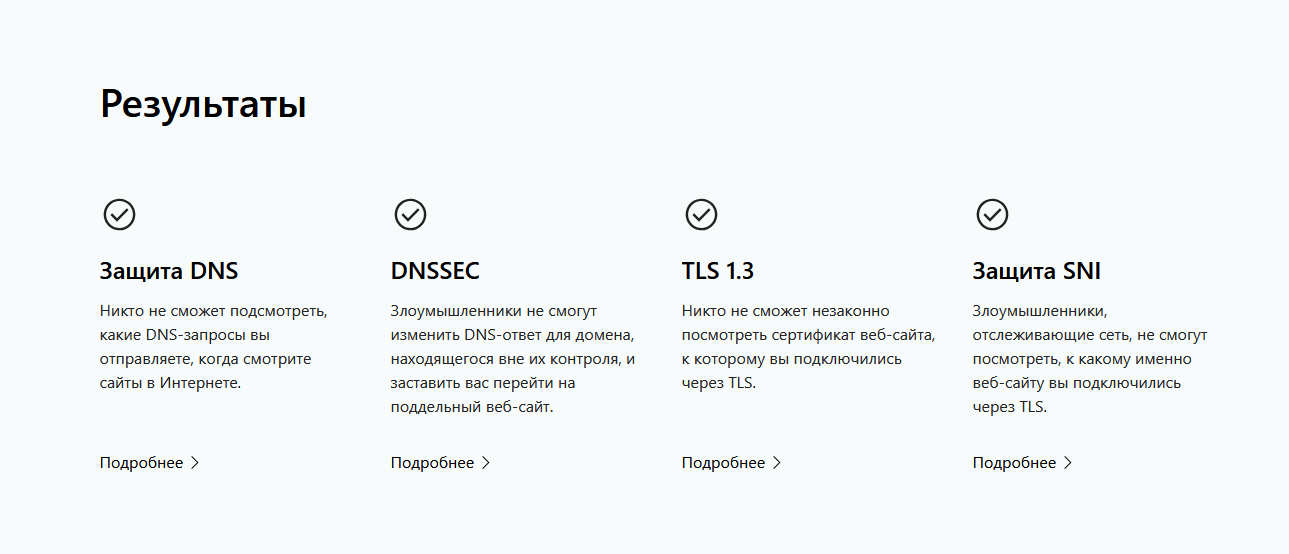 Результаты
Защита DNS
Никто не сможет подсмотреть,
какие DNS-запросы вы
отправляете, когда смотрите
сайты в Интернете.
Подробнее
DNSSEC
Злоумышленники не смогут
изменить DNS-ответ для домена,
находящегося вне их контроля, и
заставить вас перейти на
поддельный веб-сайт.
Подробнее
TLS 1.3
Никто не сможет незаконно
посмотреть сертификат веб-сайта,
к которому вы подключились
через TLS.
Подробнее
Защита SNI
Злоумышленники,
отслеживающие сеть, не смогут
посмотреть, к какому именно
веб-сайту вы подключились
через TLS.
Подробнее